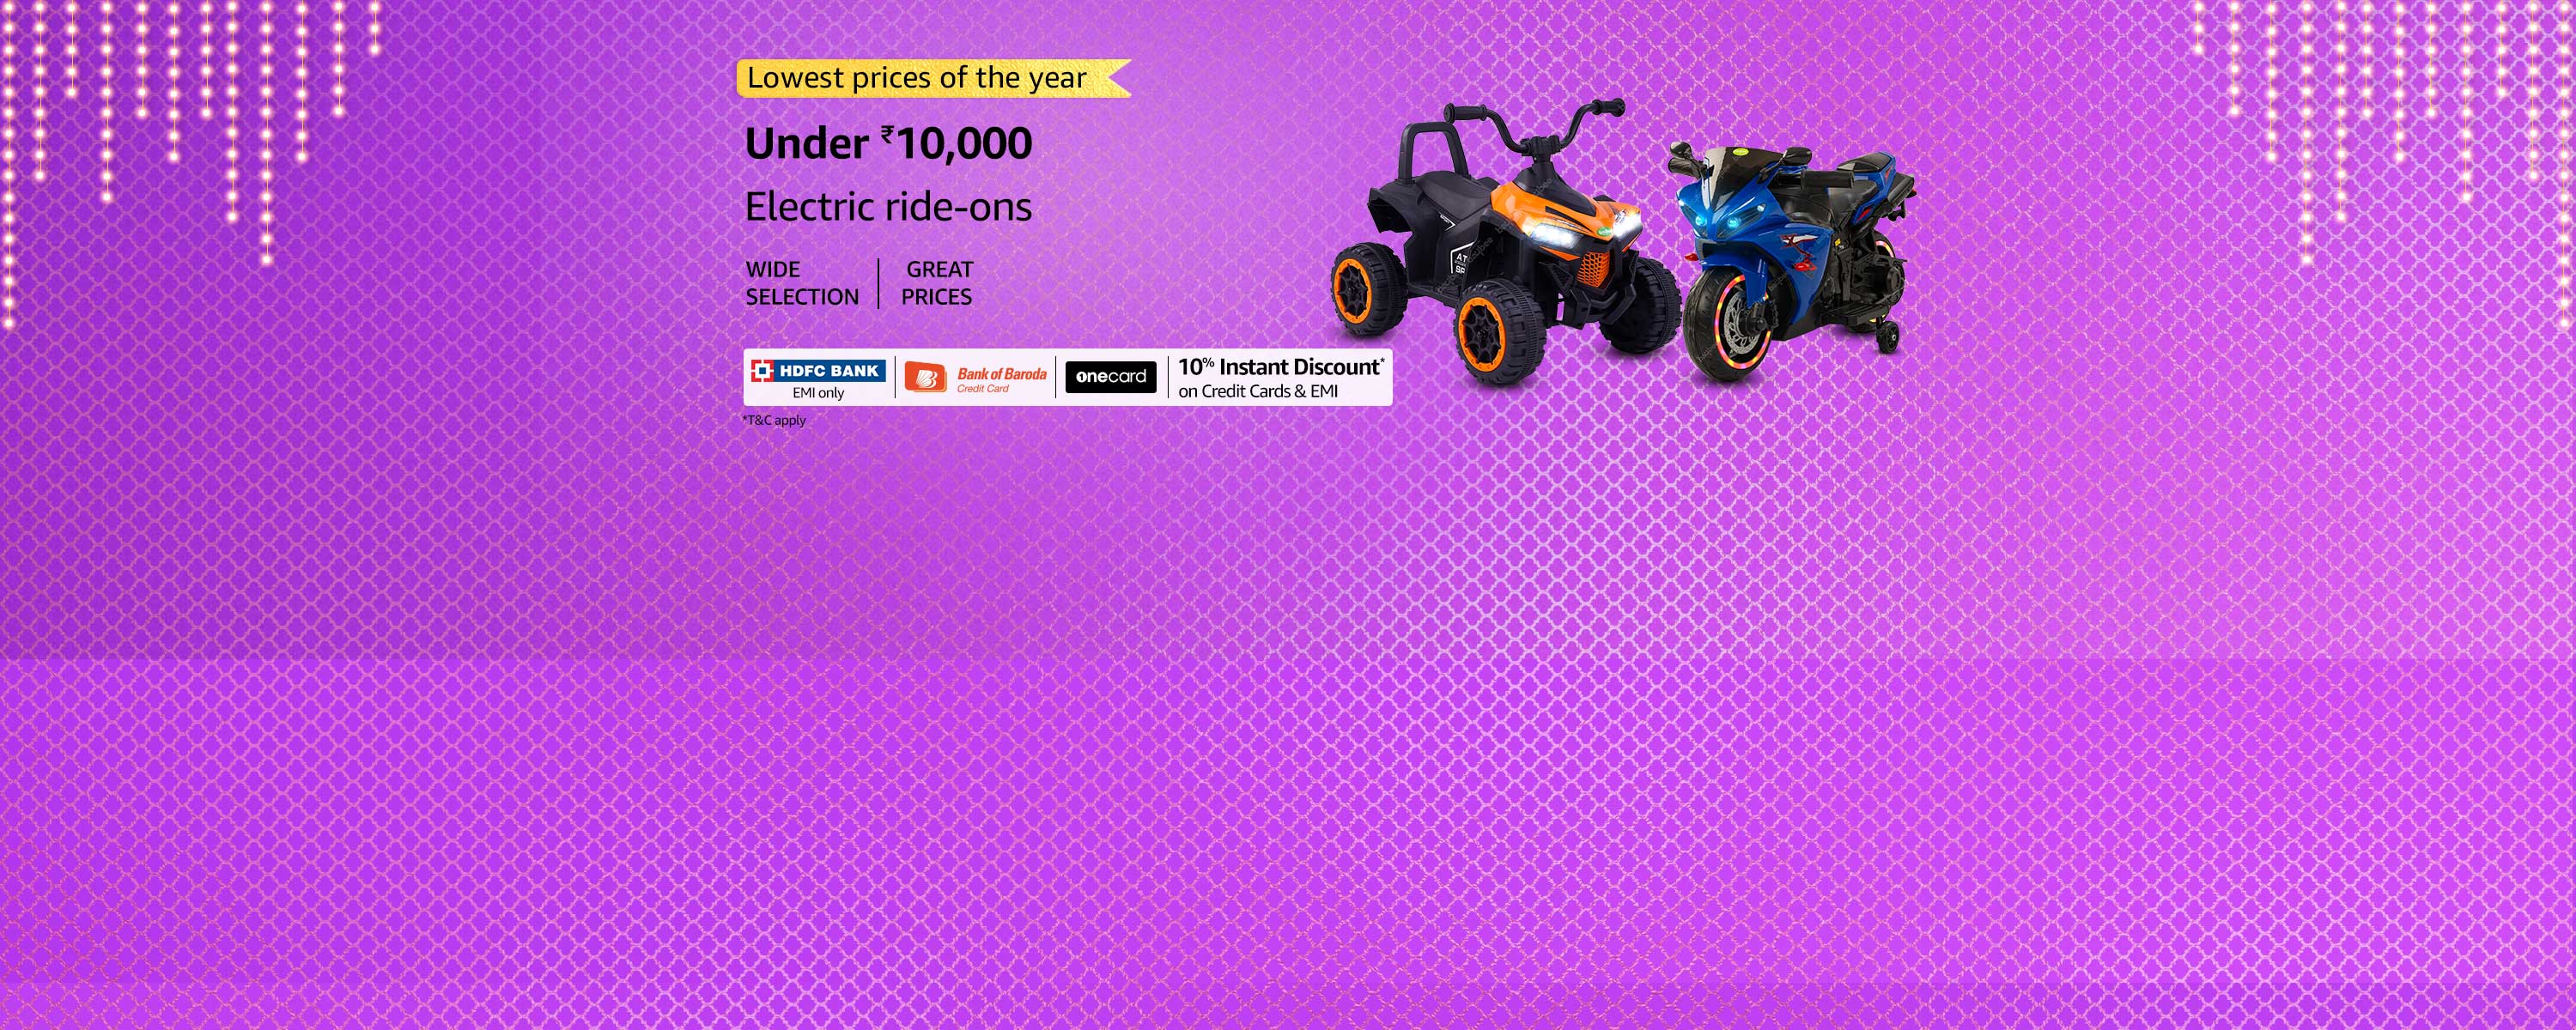 Lowest prices of the year
Under ₹10,000
Electric ride-ons
WIDE SELECTION
GREAT PRICES
HDFC BANK
EMI only
Bank of Baroda
Credit Card
onecard
10% Instant Discount*
on Credit Cards & EMI
*T&C apply